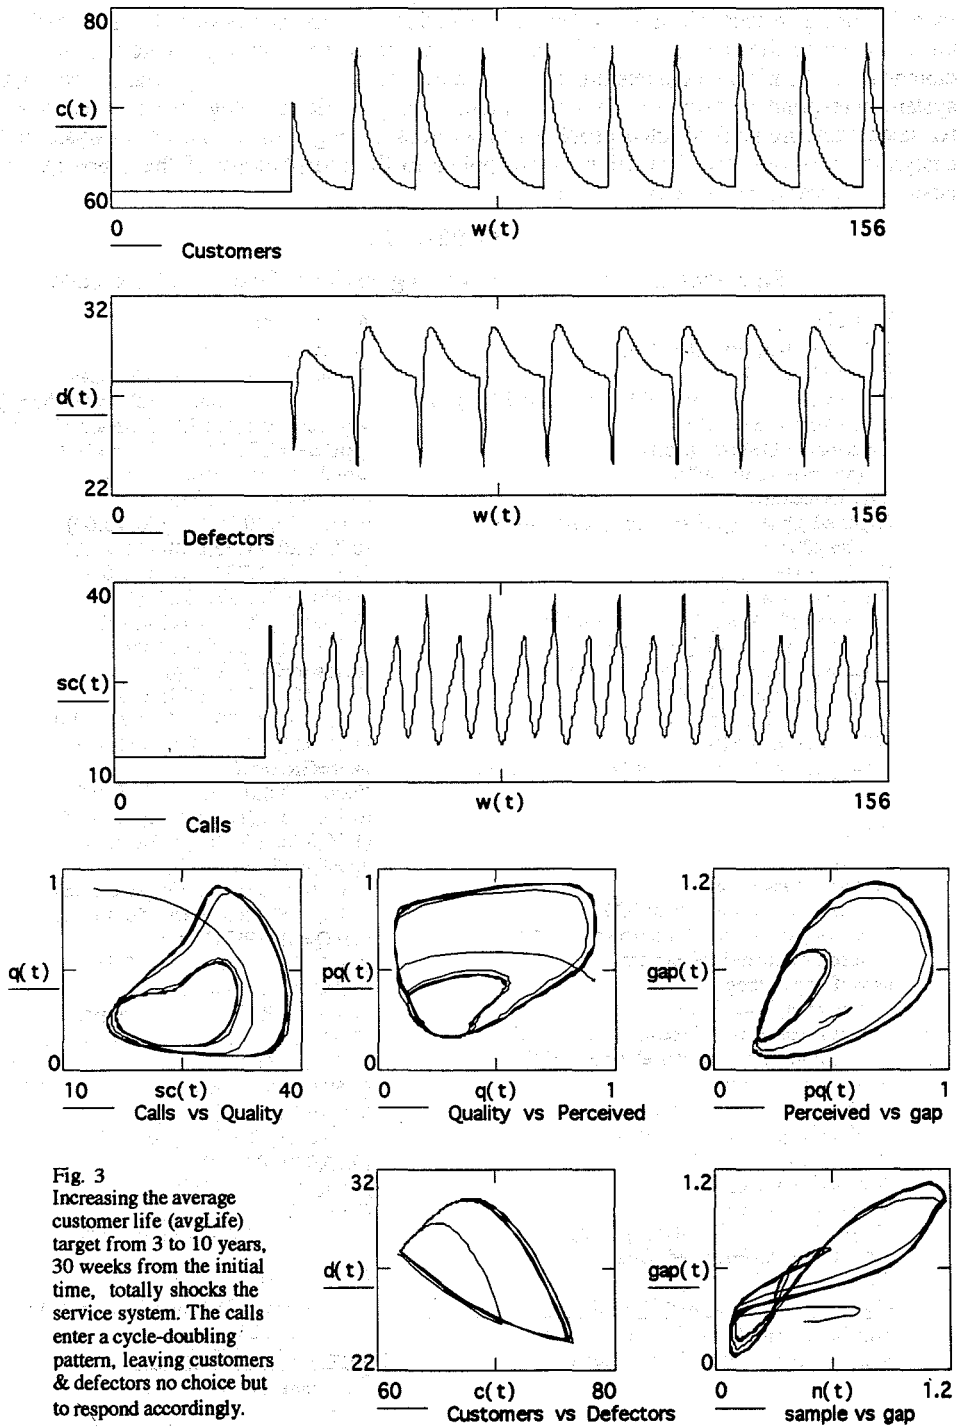 80
c(t)
60
0
w(t)
156
Customers
32
d(t)
22
0
w(t)
156
Defectors
40
sc(t)
10
0
w(t)
156
Calls
1
q(t)
0
10
sc(t)
40
Calls vs Quality
1
pq(t)
0
0
q(t)
1
Quality vs Perceived
1.2
gap(t)
0
0
pq(t)
1
Perceived vs gap
Fig. 3
Increasing the average
customer life (avgLife)
target from 3 to 10 years,
30 weeks from the initial
time, totally shocks the
service system. The calls
enter a cycle-doubling
pattern, leaving customers
& defectors no choice but
to respond accordingly.
32
d(t)
22
60
c(t)
80
Customers vs Defectors
1.2
gap(t)
0
0
n(t)
1.2
sample vs gap